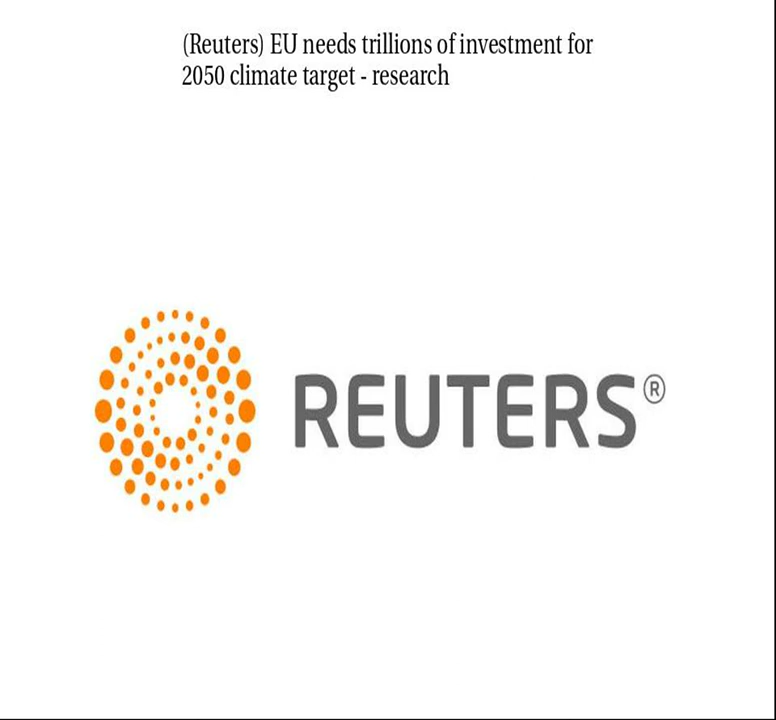 (Reuters) EU needs trillions of investment for
2050 climate target - research
REUTERS®